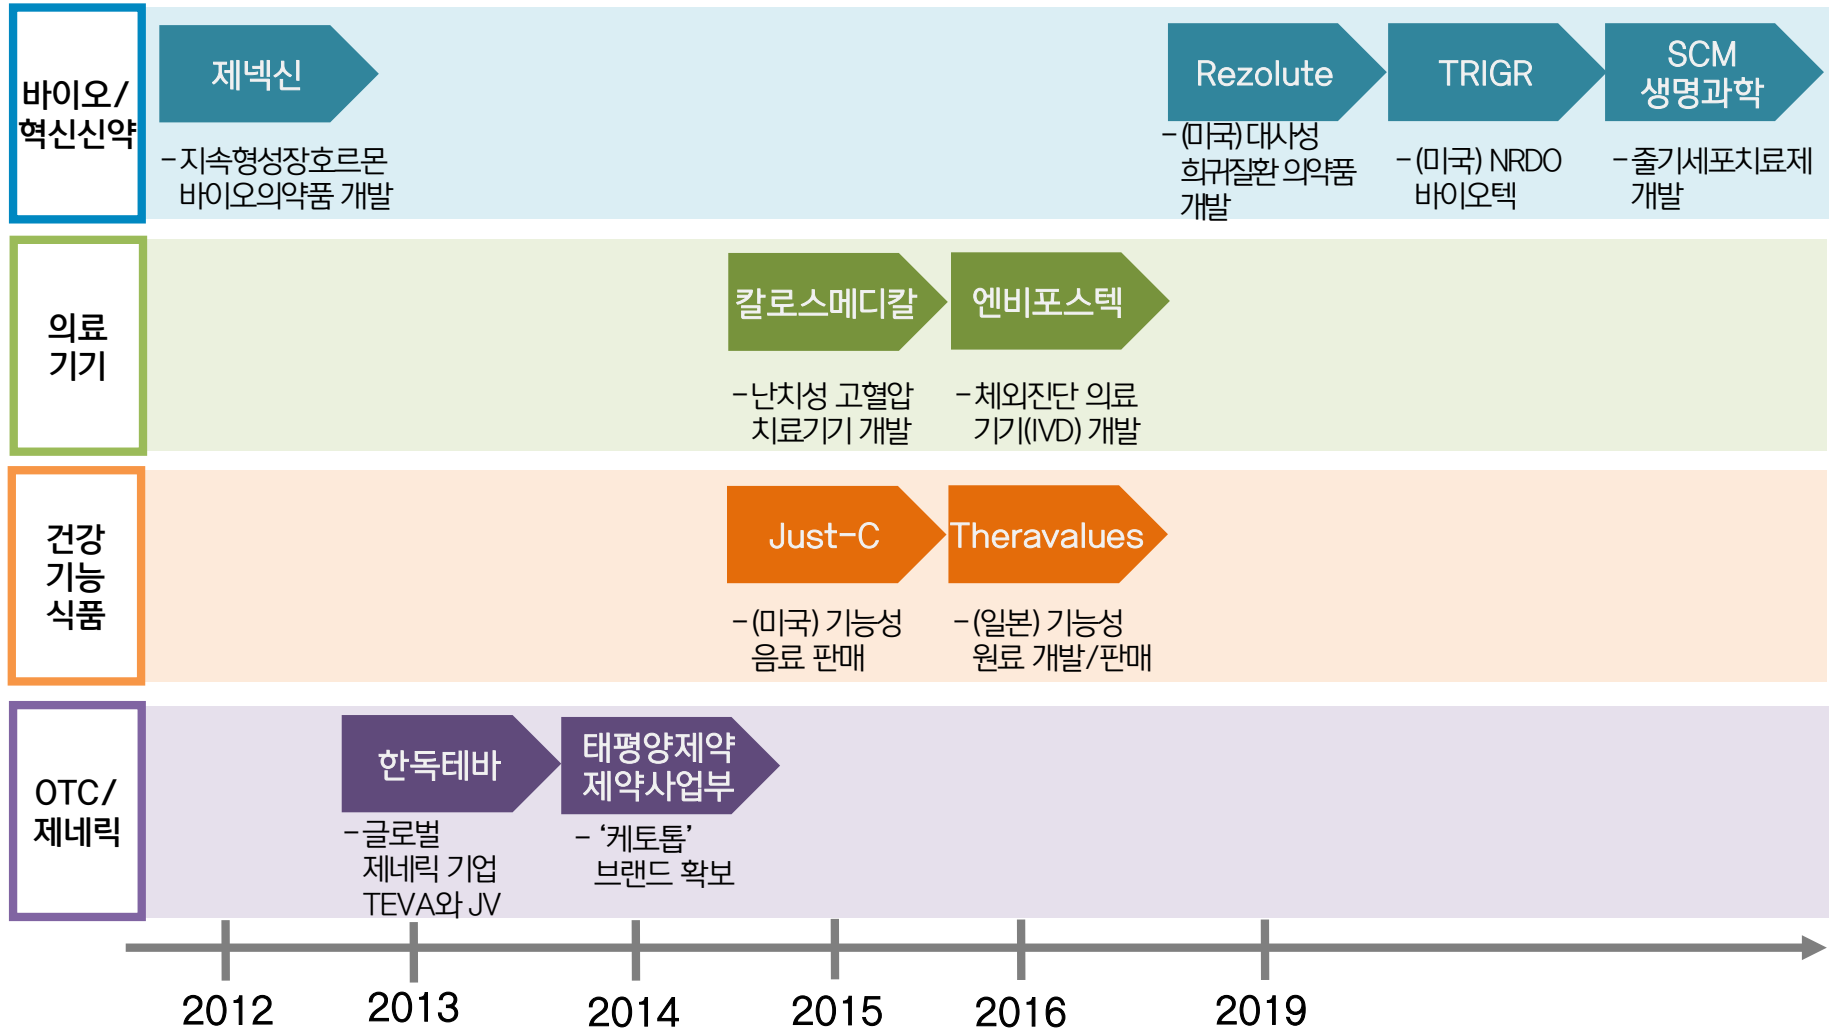 바이오/
혁신신약
제넥신
-지속형성장호르몬
바이오의약품 개발
Rezolute
-(미국)대사성
희귀질환 의약품
개발
TRIGR
-(미국) NRDO
바이오텍
SCM
생명과학
-줄기세포치료제
개발
의료
기기
칼로스메디칼
-난치성 고혈압
치료기기 개발
엔비포스텍
-체외진단 의료
기기(IVD) 개발
건강
기능
식품
Just-C
-(미국) 기능성
음료 판매
Theravalues
-(일본) 기능성
원료 개발/판매
OTC/
제네릭
한독테바
-글로벌
제네릭 기업
TEVA와 JV
태평양제약
제약사업부
- ‘케토톱’
브랜드 확보
2012
2013
2014
2015
2016
2019